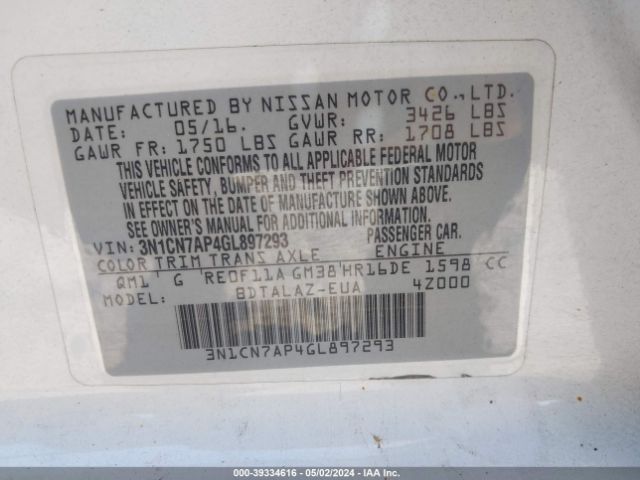 MANUFACTURED BY NISSAN MOTOR CO., LTD.
DATE: 05/16. GVWR: 3426 LBS
GAWR FR: 1750 LBS GAWR RR: 1708 LBS
THIS VEHICLE CONFORMS TO ALL APPLICABLE FEDERAL MOTOR
VEHICLE SAFETY, BUMPER AND THEFT PREVENTION STANDARDS
IN EFFECT ON THE DATE OF MANUFACTURE SHOWN ABOVE.
SEE OWNER'S MANUAL FOR ADDITIONAL INFORMATION.
VIN: 3N1CN7AP4GL897293 PASSENGER CAR.
COLOR TRIM TRANS AXLE ENGINE
QM1 G RE0F11A GM38 HR16DE 1598 CC
MODEL: BDTALAZ-EUA 4Z000
3N1CN7AP4GL897293
000-39334616 - 05/02/2024 - IAA Inc.